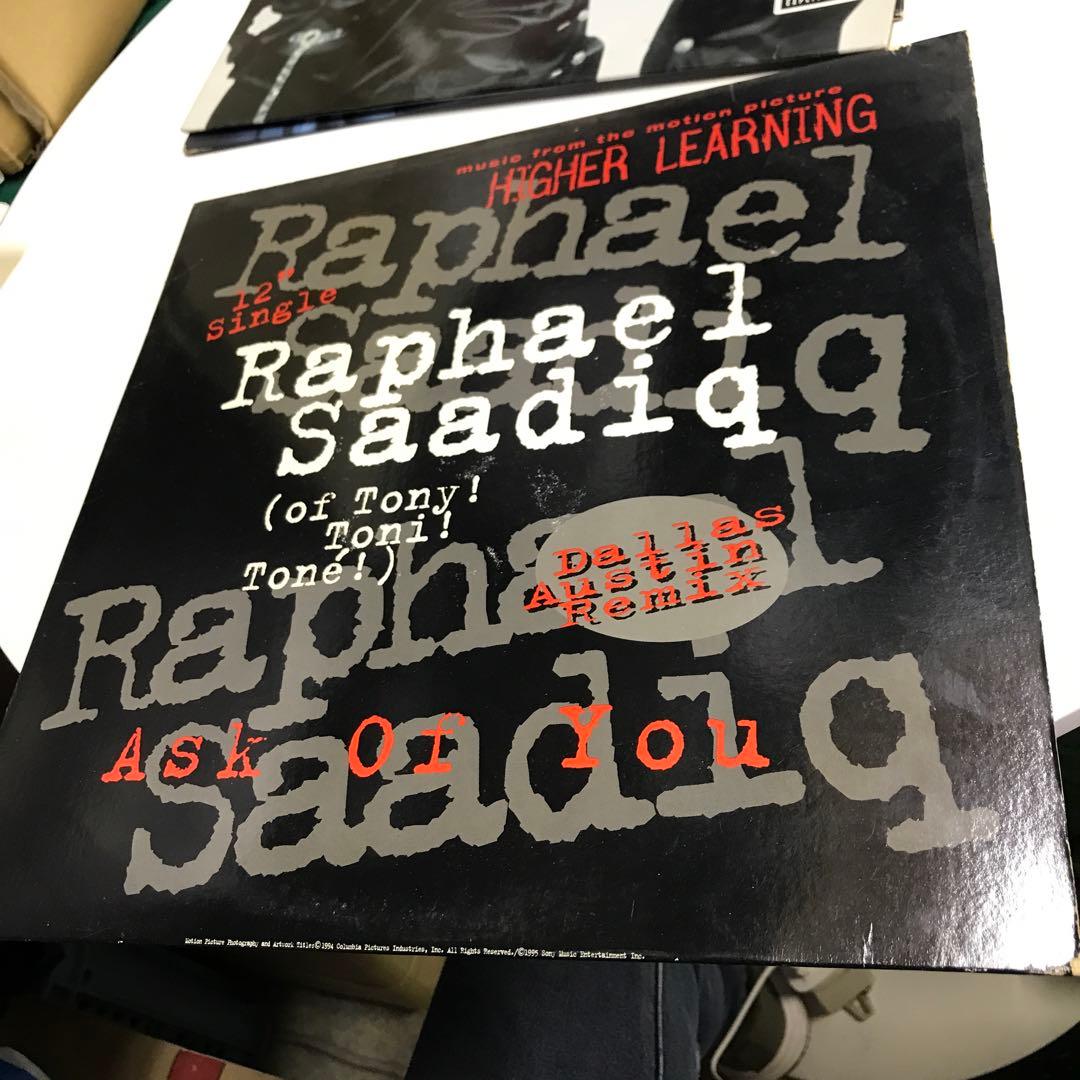 music from the motion picture
HIGHER LEARNING
Raphael
Saadiq
12"
Single
Raphael
Saadiq
(of Tony!
Toni!
Toné!)
Dallas
Austin
Remix
Raphael
Saadiq
Ask Of You
Motion Picture Photography and Artwork Titles©1994 Columbia Pictures Industries, Inc. All Rights Reserved./©1995 Sony Music Entertainment Inc.